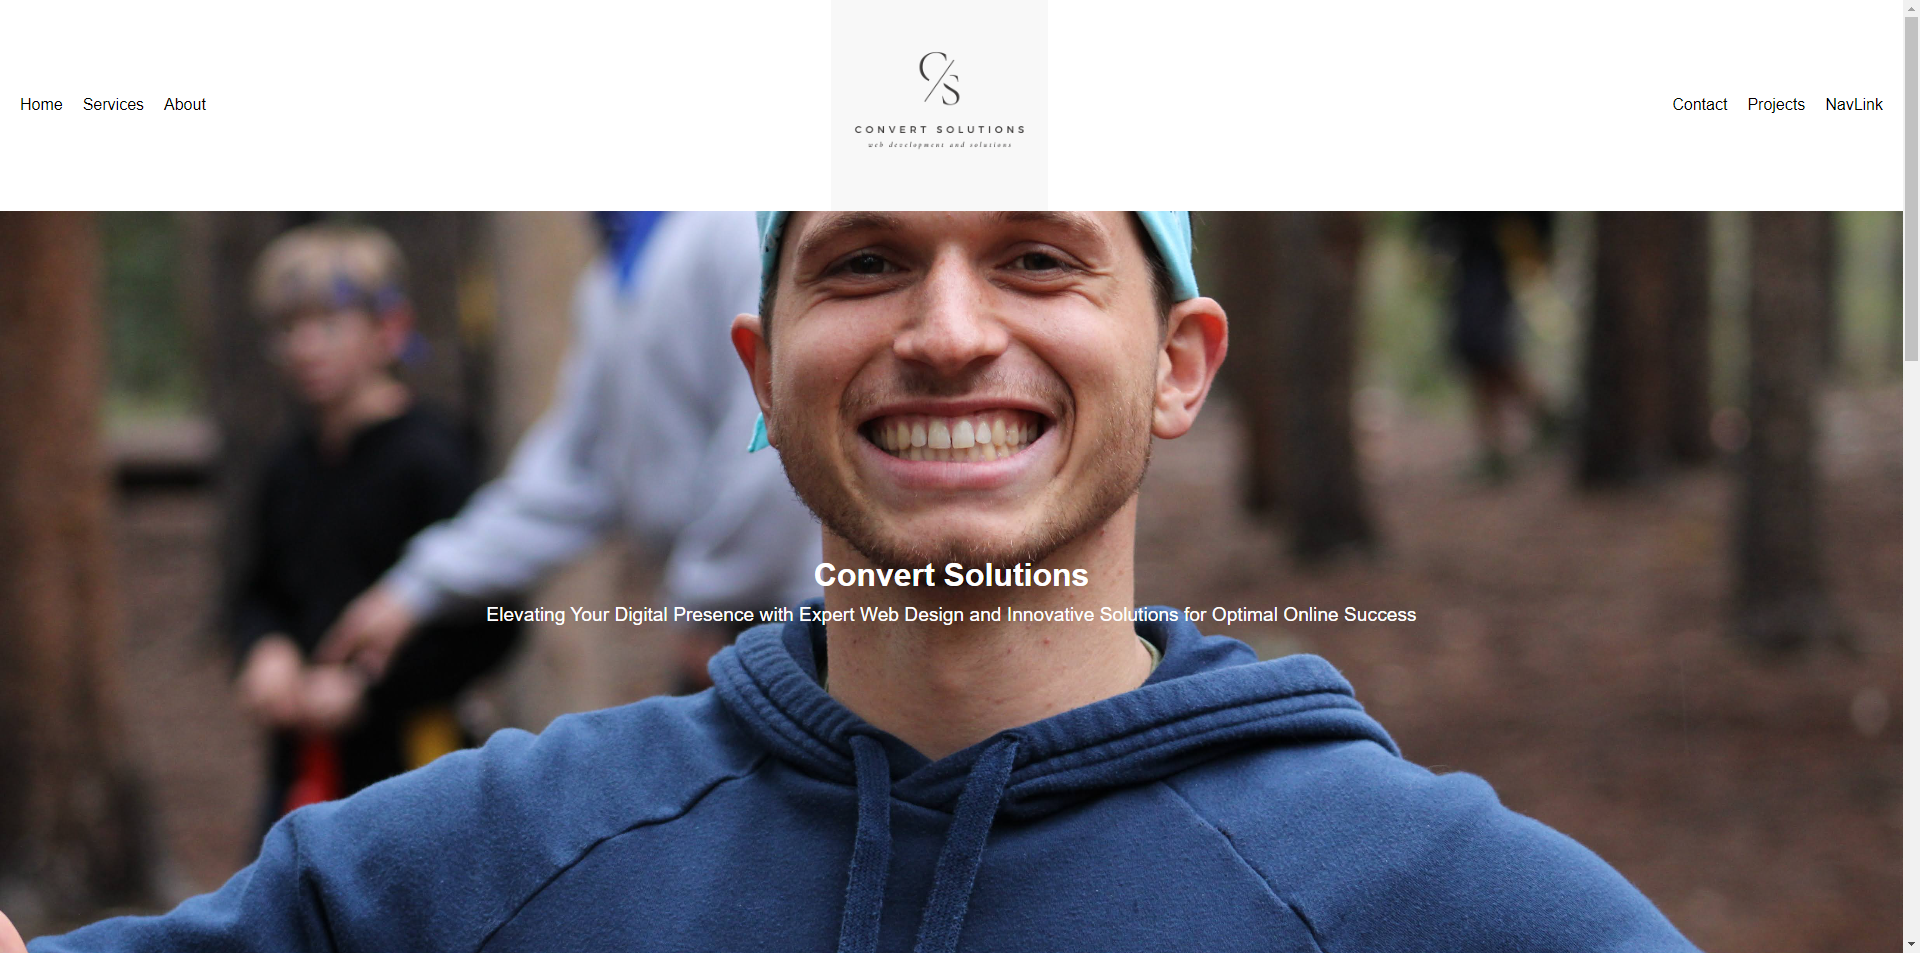 Home Services About
C/S
CONVERT SOLUTIONS
web development and solutions
Contact Projects NavLink
Convert Solutions
Elevating Your Digital Presence with Expert Web Design and Innovative Solutions for Optimal Online Success